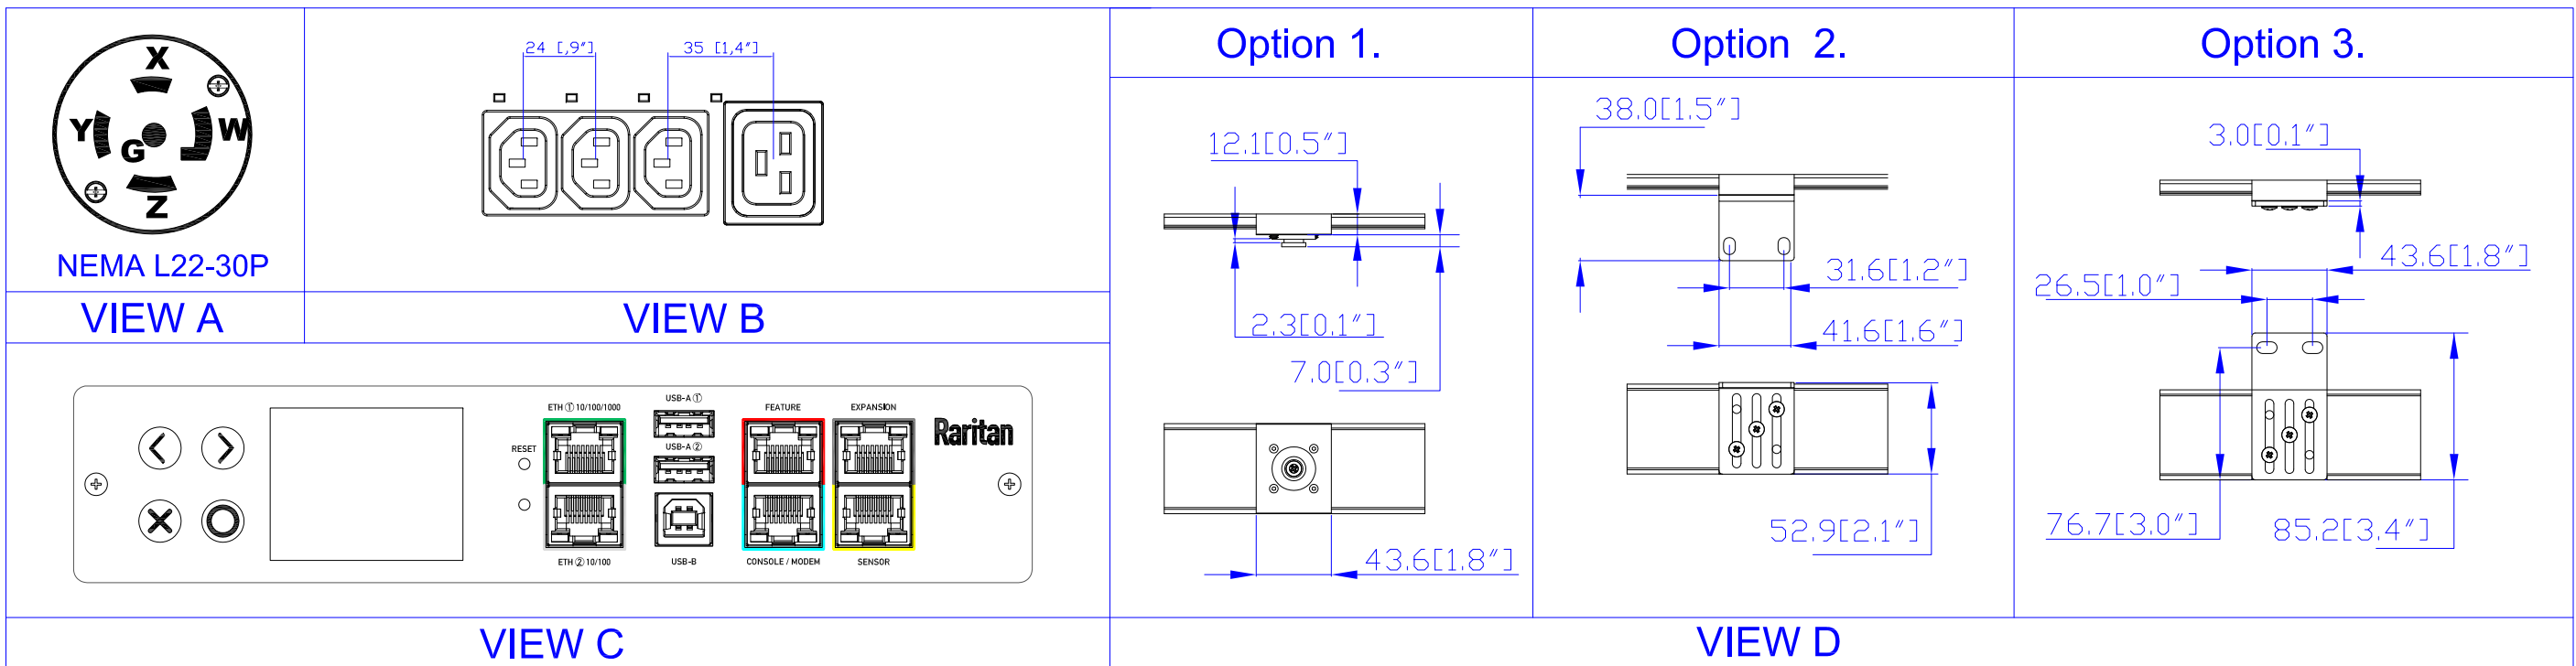 X
Y
W
G
Z
NEMA L22-30P
VIEW A
24 [,9"]
35 [1,4"]
VIEW B
ETH ① 10/100/1000
USB-A ①
FEATURE
EXPANSION
Raritan
RESET
USB-A ②
ETH ② 10/100
USB-B
CONSOLE / MODEM
SENSOR
VIEW C
Option 1.
12.1[0.5"]
2.3[0.1"]
7.0[0.3"]
43.6[1.8"]
Option 2.
38.0[1.5"]
31.6[1.2"]
41.6[1.6"]
52.9[2.1"]
Option 3.
3.0[0.1"]
43.6[1.8"]
26.5[1.0"]
76.7[3.0"]
85.2[3.4"]
VIEW D